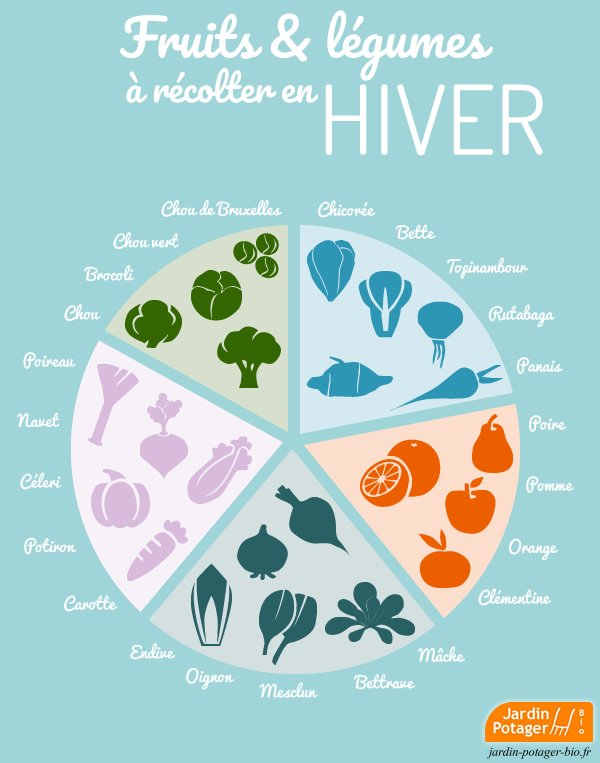 Fruits & légumes
à récolter en HIVER
Chou de Bruxelles
Chou vert
Brocoli
Chou
Poireau
Navet
Céleri
Potiron
Carotte
Endive
Oignon
Mesclun
Bettrave
Mâche
Chicorée
Bette
Topinambour
Rutabaga
Panais
Poire
Pomme
Orange
Clémentine
Jardin
Potager
Bio
jardin-potager-bio.fr